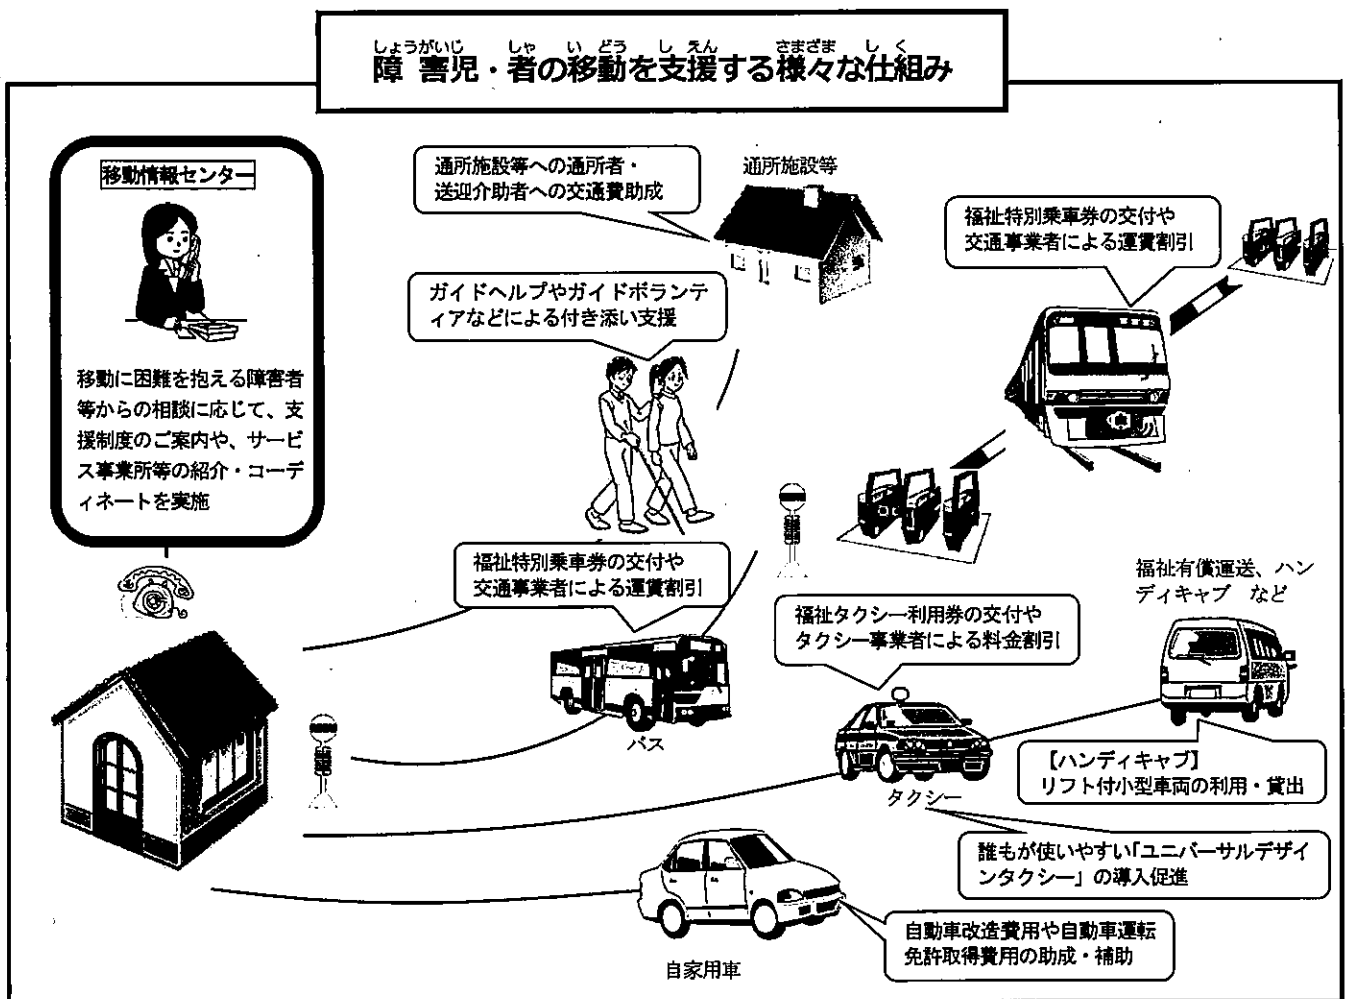 しょうがいじ しゃ いどう しえん さまざま しく
障害児・者の移動を支援する様々な仕組み
移動情報センター
移動に困難を抱える障害者
等からの相談に応じて、支
援制度のご案内や、サービ
ス事業所等の紹介・コーデ
ィネートを実施
通所施設等への通所者・
送迎介助者への交通費助成
通所施設等
福祉特別乗車券の交付や
交通事業者による運賃割引
ガイドヘルプやガイドボランテ
ィアなどによる付き添い支援
福祉特別乗車券の交付や
交通事業者による運賃割引
バス
福祉タクシー利用券の交付や
タクシー事業者による料金割引
タクシー
福祉有償運送、ハン
ディキャブ など
【ハンディキャブ】
リフト付小型車両の利用・貸出
誰もが使いやすい「ユニバーサルデザイ
ンタクシー」の導入促進
自動車改造費用や自動車運転
免許取得費用の助成・補助
自家用車